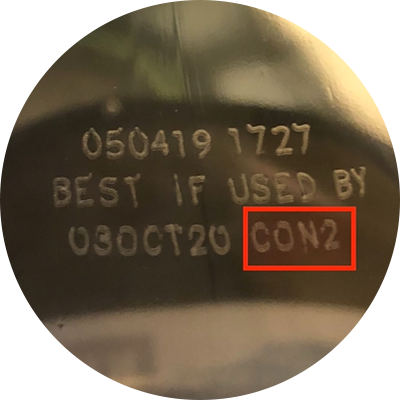 050419 1727
BEST IF USED BY
03OCT20 CON2